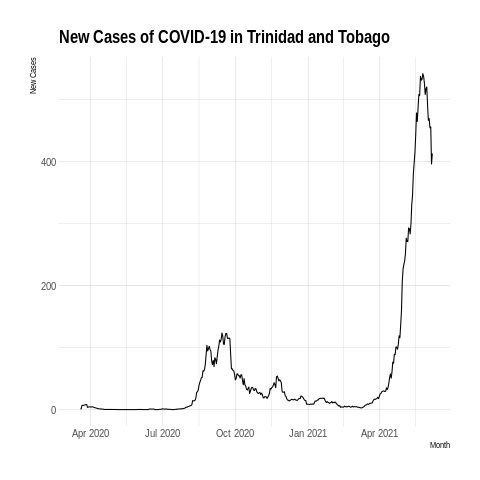 New Cases of COVID-19 in Trinidad and Tobago
New Cases
400
200
0
Apr 2020 Jul 2020 Oct 2020 Jan 2021 Apr 2021
Month